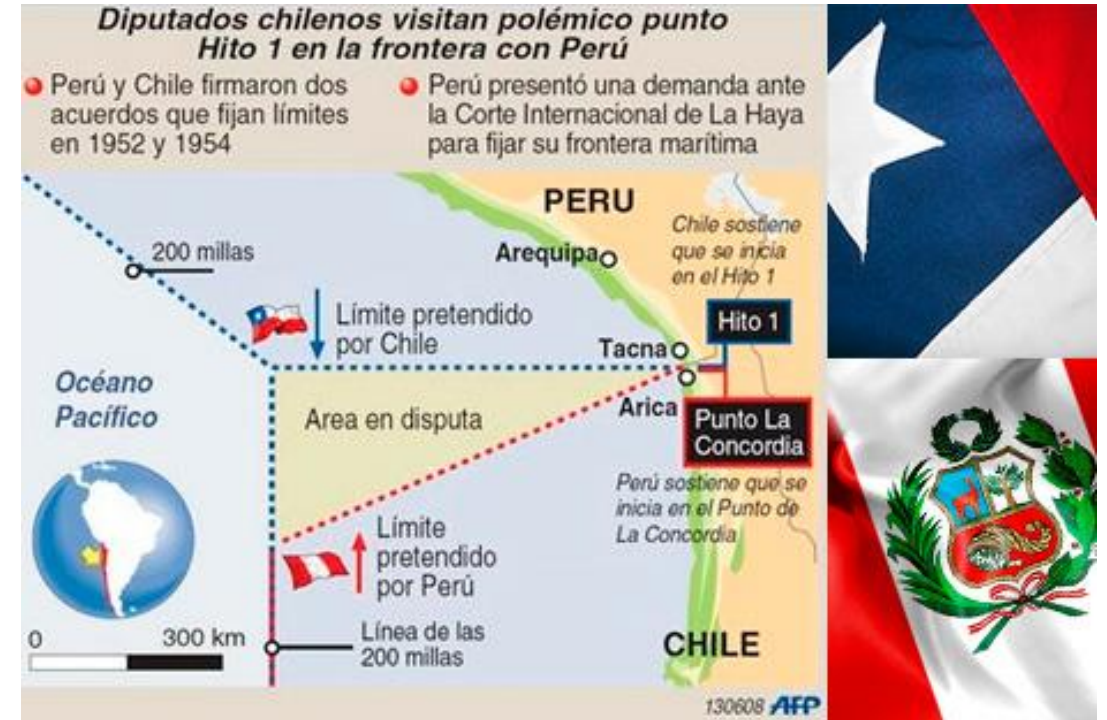 Diputados chilenos visitan polémico punto
Hito 1 en la frontera con Perú
Perú y Chile firmaron dos
acuerdos que fijan límites
en 1952 y 1954
Perú presentó una demanda ante
la Corte Internacional de La Haya
para fijar su frontera marítima
PERU
Chile sostiene
que se inicia
en el Hito 1
200 millas
Arequipa
Hito 1
Límite pretendido
por Chile
Tacna
Océano
Pacífico
Area en disputa
Arica
Punto La
Concordia
Perú sostiene que se
inicia en el Punto de
La Concordia
Límite
pretendido
por Perú
0 300 km
Línea de las
200 millas
CHILE
130608 AFP